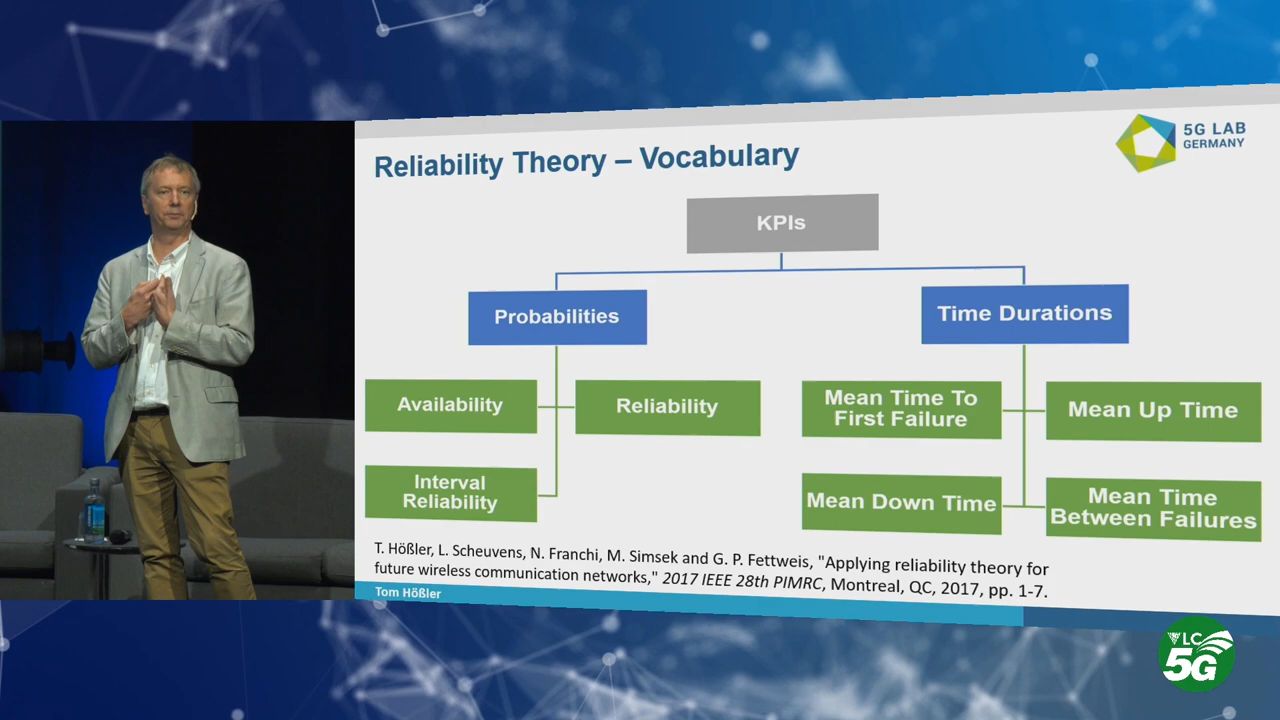 Reliability Theory – Vocabulary
5G LAB
GERMANY
KPIs
Probabilities
Time Durations
Availability
Reliability
Mean Time To
First Failure
Mean Up Time
Interval
Reliability
Mean Down Time
Mean Time
Between Failures
T. Hößler, L. Scheuvens, N. Franchi, M. Simsek and G. P. Fettweis, "Applying reliability theory for
future wireless communication networks," 2017 IEEE 28th PIMRC, Montreal, QC, 2017, pp. 1-7.
Tom Hößler
VLC
5G